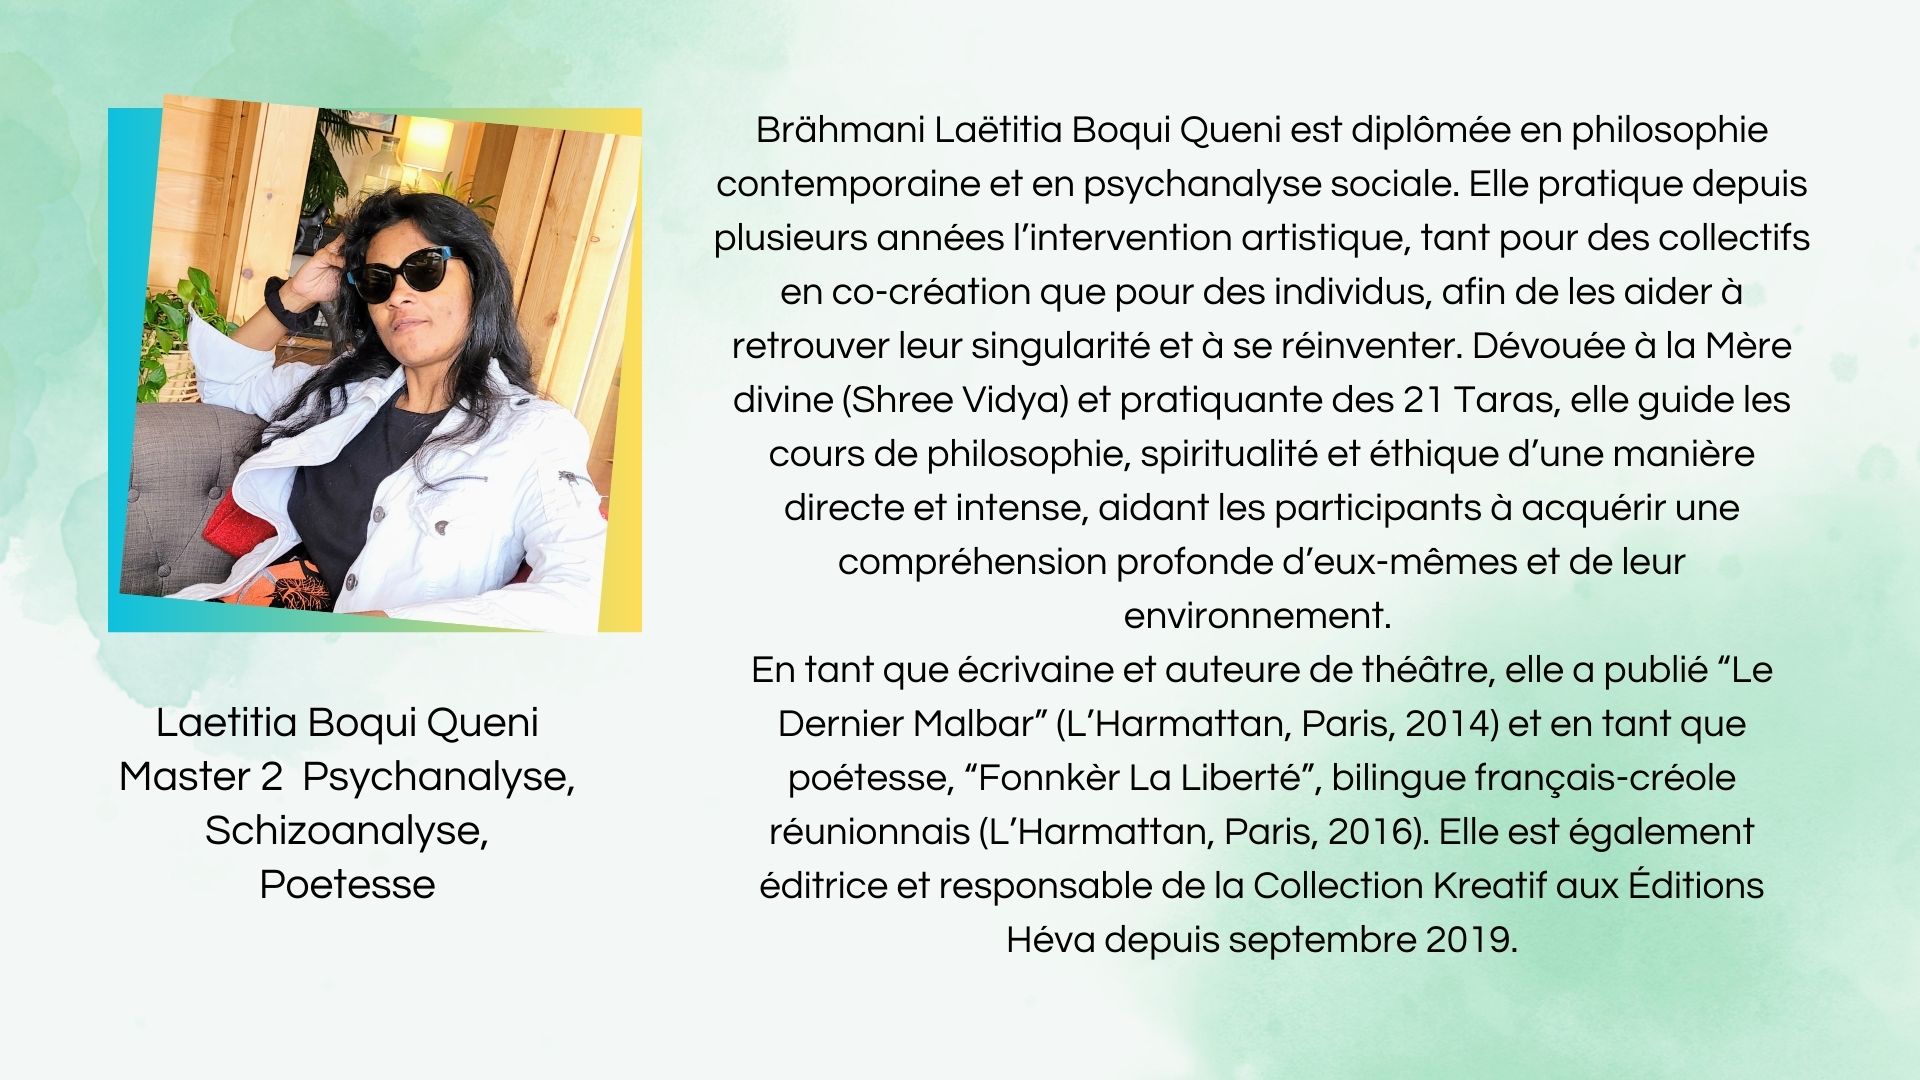 Brähmani Laëtitia Boqui Queni est diplômée en philosophie
contemporaine et en psychanalyse sociale. Elle pratique depuis
plusieurs années l’intervention artistique, tant pour des collectifs
en co-création que pour des individus, afin de les aider à
retrouver leur singularité et à se réinventer. Dévouée à la Mère
divine (Shree Vidya) et pratiquante des 21 Taras, elle guide les
cours de philosophie, spiritualité et éthique d’une manière
directe et intense, aidant les participants à acquérir une
compréhension profonde d’eux-mêmes et de leur
environnement.
En tant que écrivaine et auteure de théâtre, elle a publié “Le
Dernier Malbar” (L’Harmattan, Paris, 2014) et en tant que
poétesse, “Fonnkèr La Liberté”, bilingue français-créole
réunionnais (L’Harmattan, Paris, 2016). Elle est également
éditrice et responsable de la Collection Kreatif aux Éditions
Héva depuis septembre 2019.
Laetitia Boqui Queni
Master 2  Psychanalyse,
Schizoanalyse,
Poetesse